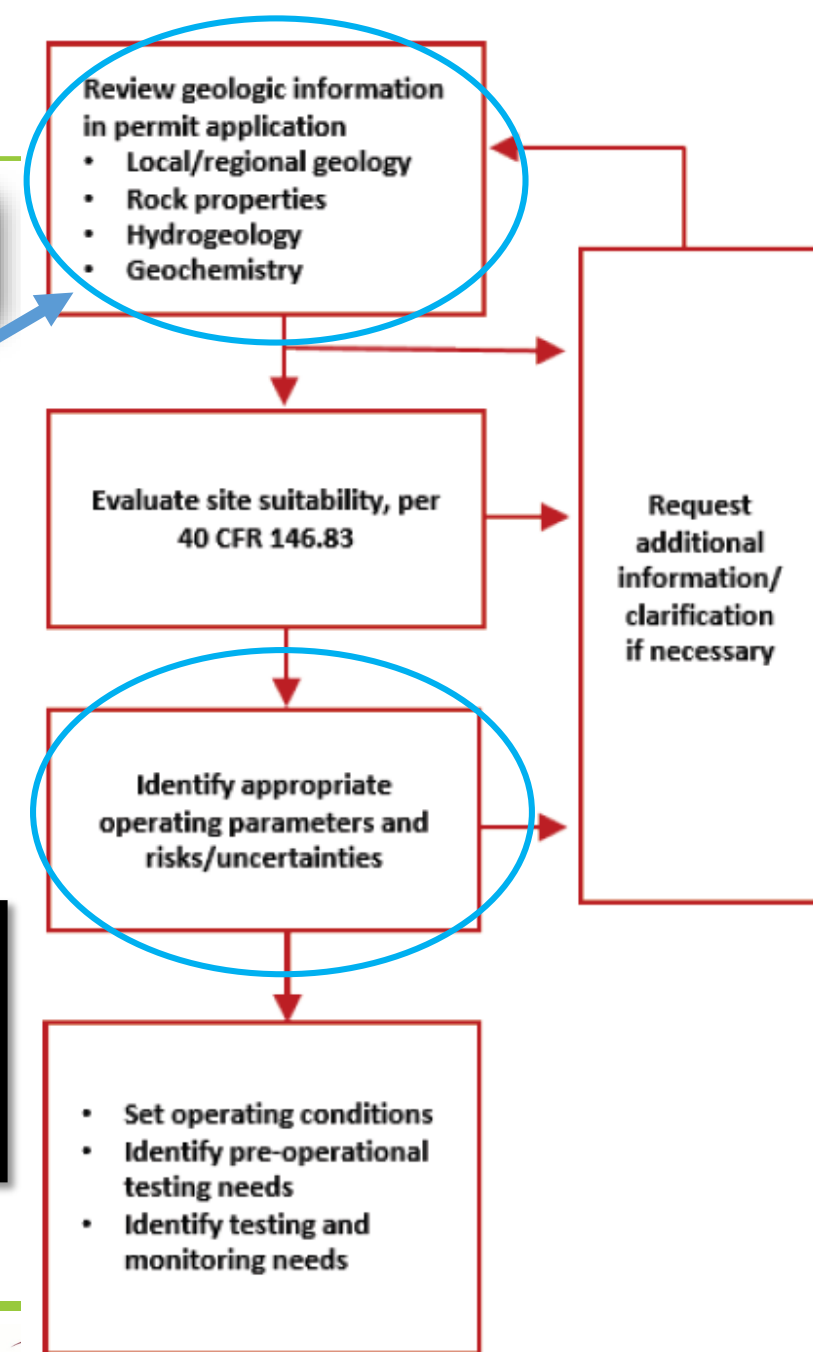 Review geologic information
in permit application
• Local/regional geology
• Rock properties
• Hydrogeology
• Geochemistry
Evaluate site suitability, per
40 CFR 146.83
Request
additional
information/
clarification
if necessary
Identify appropriate
operating parameters and
risks/uncertainties
• Set operating conditions
• Identify pre-operational
testing needs
• Identify testing and
monitoring needs